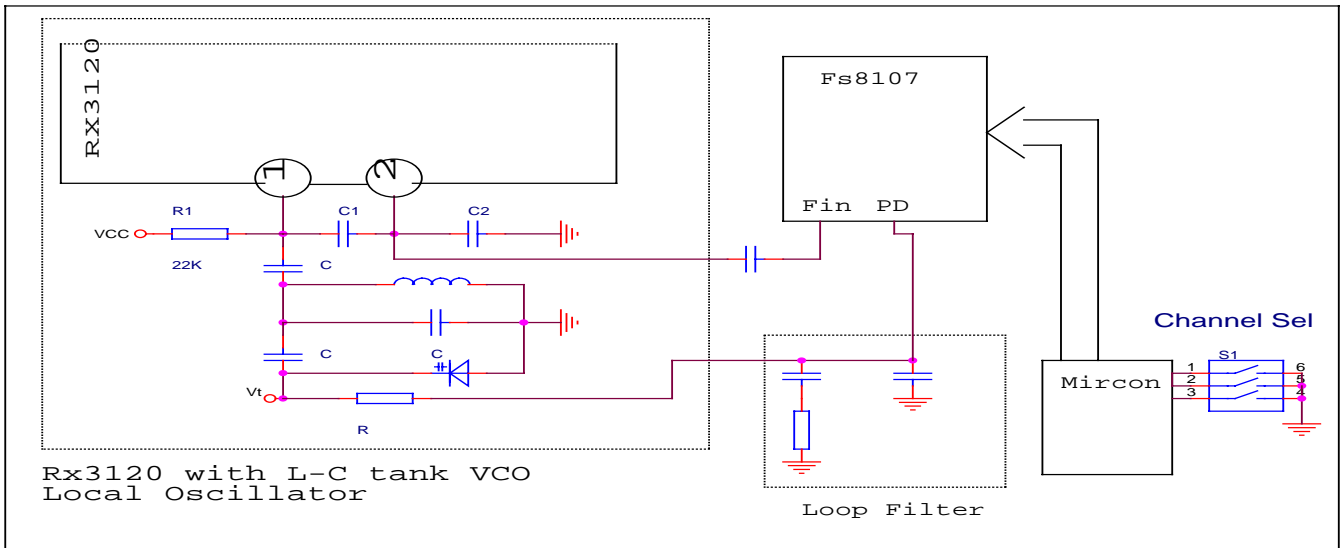 RX3120
1
2
R1
22K
VCC
C1
C2
C
C
C
Vt
R
Rx3120 with L-C tank VCO
Local Oscillator
Fs8107
Fin PD
Loop Filter
Channel Sel
Mircon
S1
1 6
2 5
3 4